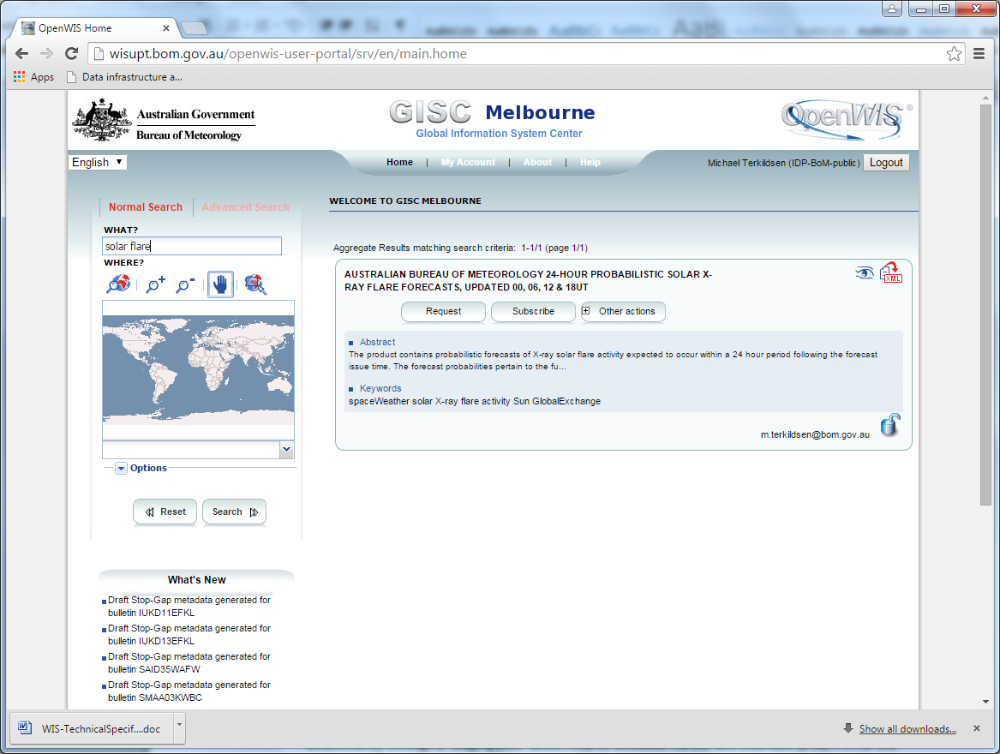 OpenWIS Home
wisupt.bom.gov.au/openwis-user-portal/srv/en/main.home
Apps
Data infrastructure a...
Australian Government
Bureau of Meteorology
GISC Melbourne
Global Information System Center
OpenWIS®
English
Home | My Account | About | Help
Michael Terkildsen (IDP-BoM-public)
Logout
Normal Search
Advanced Search
WHAT?
solar flare
WHERE?
Options
Reset
Search
What's New
Draft Stop-Gap metadata generated for
bulletin IUKD11EFKL
Draft Stop-Gap metadata generated for
bulletin IUKD13EFKL
Draft Stop-Gap metadata generated for
bulletin SAID35WAFW
Draft Stop-Gap metadata generated for
bulletin SMAA03KWBC
WELCOME TO GISC MELBOURNE
Aggregate Results matching search criteria: 1-1/1 (page 1/1)
AUSTRALIAN BUREAU OF METEOROLOGY 24-HOUR PROBABILISTIC SOLAR X-
RAY FLARE FORECASTS, UPDATED 00, 06, 12 & 18UT
XML
Request
Subscribe
Other actions
Abstract
The product contains probabilistic forecasts of X-ray solar flare activity expected to occur within a 24 hour period following the forecast
issue time. The forecast probabilities pertain to the fu...
Keywords
spaceWeather solar X-ray flare activity Sun GlobalExchange
m.terkildsen@bom.gov.au
WIS-TechnicalSpecif....doc
Show all downloads...